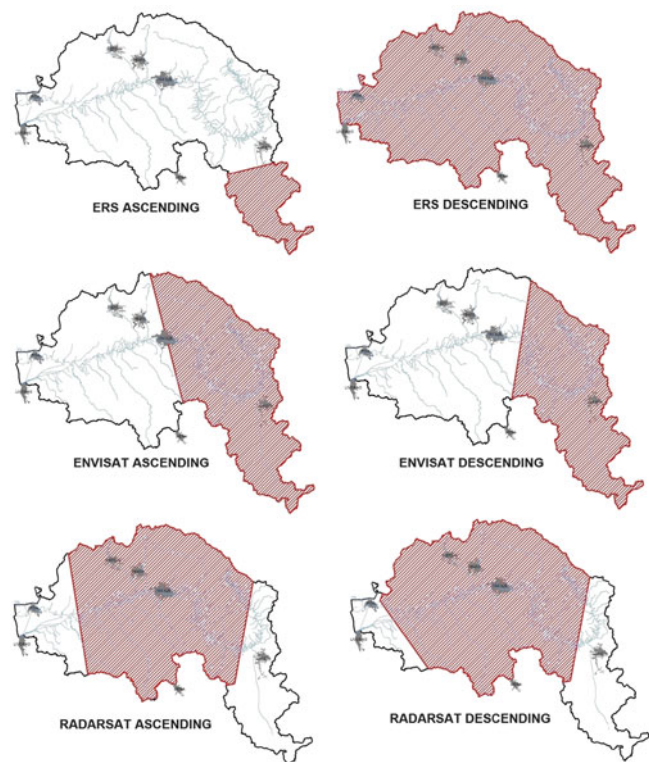 ERS ASCENDING
ERS DESCENDING
ENVISAT ASCENDING
ENVISAT DESCENDING
RADARSAT ASCENDING
RADARSAT DESCENDING